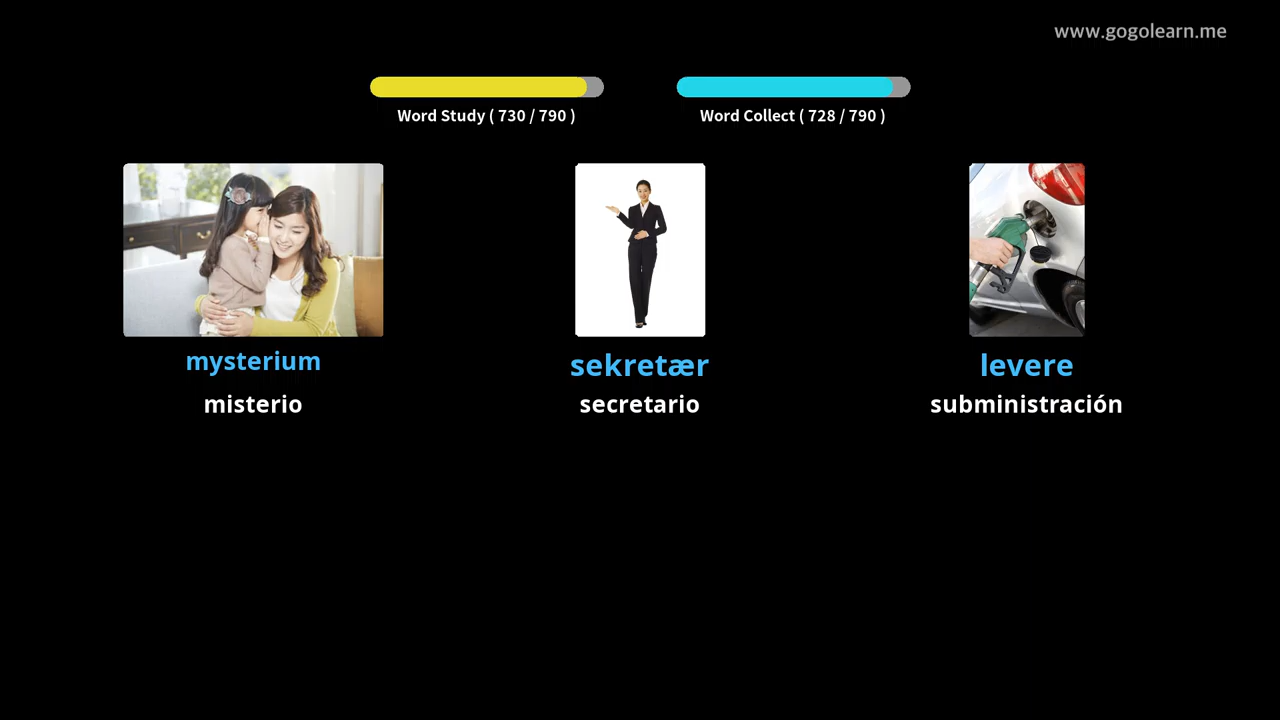 www.gogolearn.me
Word Study ( 730 / 790 )
Word Collect ( 728 / 790 )
mysterium
misterio
sekretær
secretario
levere
subministración